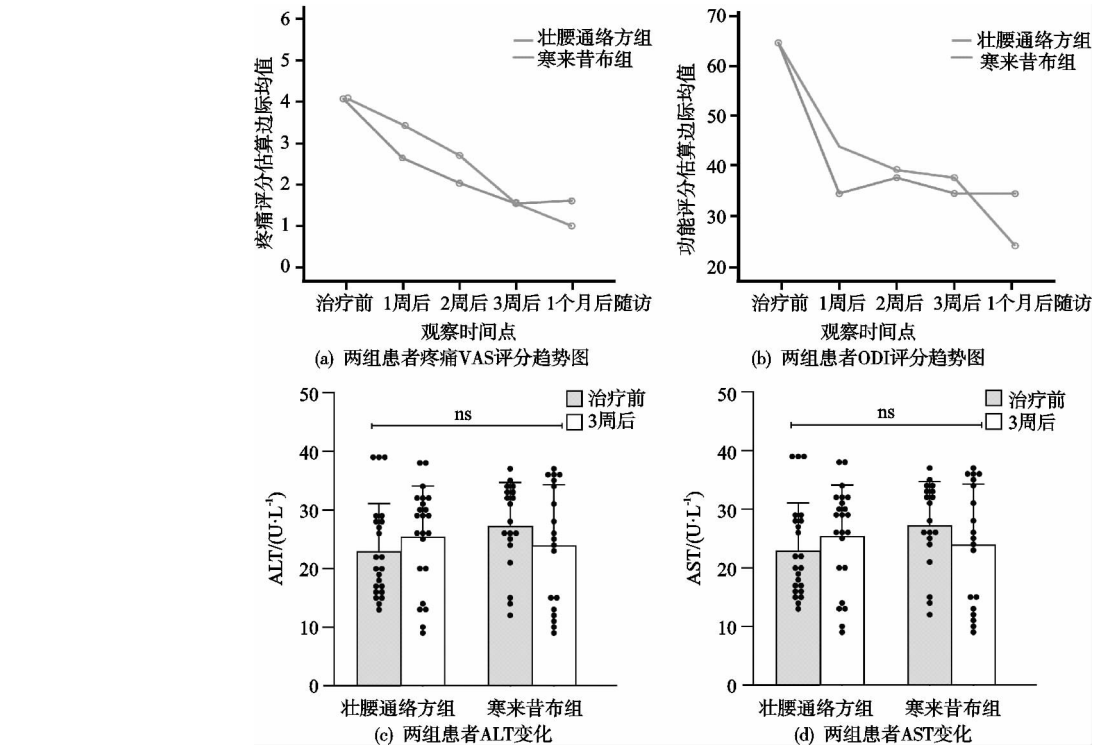 疼痛评分估算边际均值
6
5
4
3
2
1
0
壮腰通络方组
寒来昔布组
治疗前 1周后 2周后 3周后 1个月后随访
观察时间点
(a) 两组患者疼痛VAS评分趋势图
功能评分估算边际均值
70
60
50
40
30
20
壮腰通络方组
寒来昔布组
治疗前 1周后 2周后 3周后 1个月后随访
观察时间点
(b) 两组患者ODI评分趋势图
ALT/(U·L⁻¹)
50
40
30
20
10
0
ns
治疗前
3周后
壮腰通络方组 寒来昔布组
(c) 两组患者ALT变化
AST/(U·L⁻¹)
50
40
30
20
10
0
ns
治疗前
3周后
壮腰通络方组 寒来昔布组
(d) 两组患者AST变化